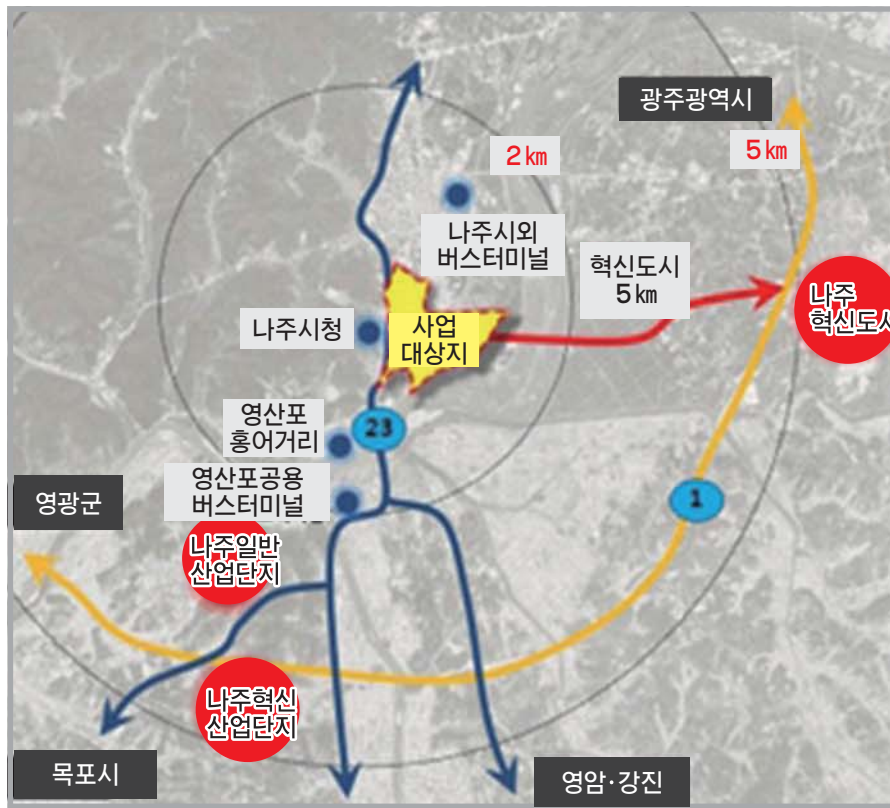 광주광역시
2㎞
5㎞
나주시외
버스터미널
혁신도시
5㎞
나주
혁신도시
나주시청
사업
대상지
영산포
홍어거리
23
영산포공용
버스터미널
영광군
1
나주일반
산업단지
나주혁신
산업단지
목포시
영암·강진